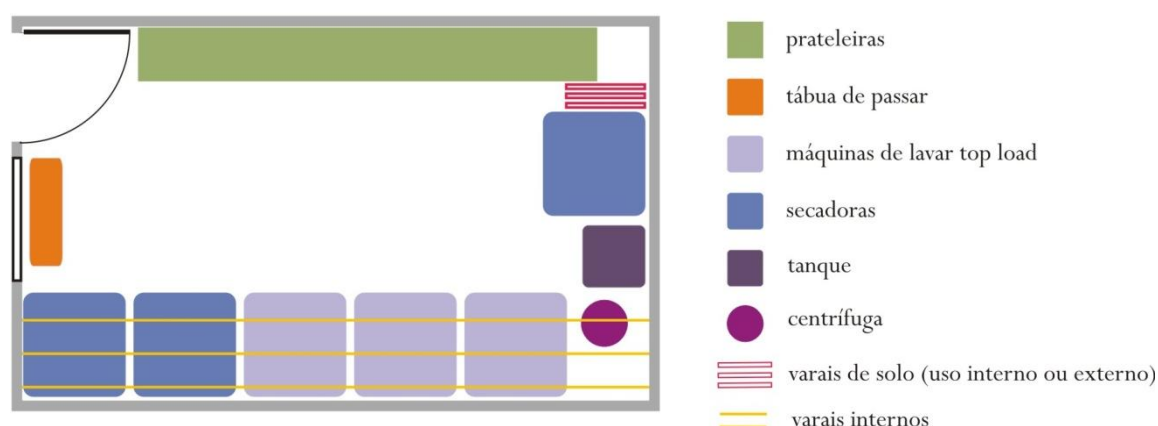 prateleiras
tábua de passar
máquinas de lavar top load
secadoras
tanque
centrífuga
varais de solo (uso interno ou externo)
varais internos